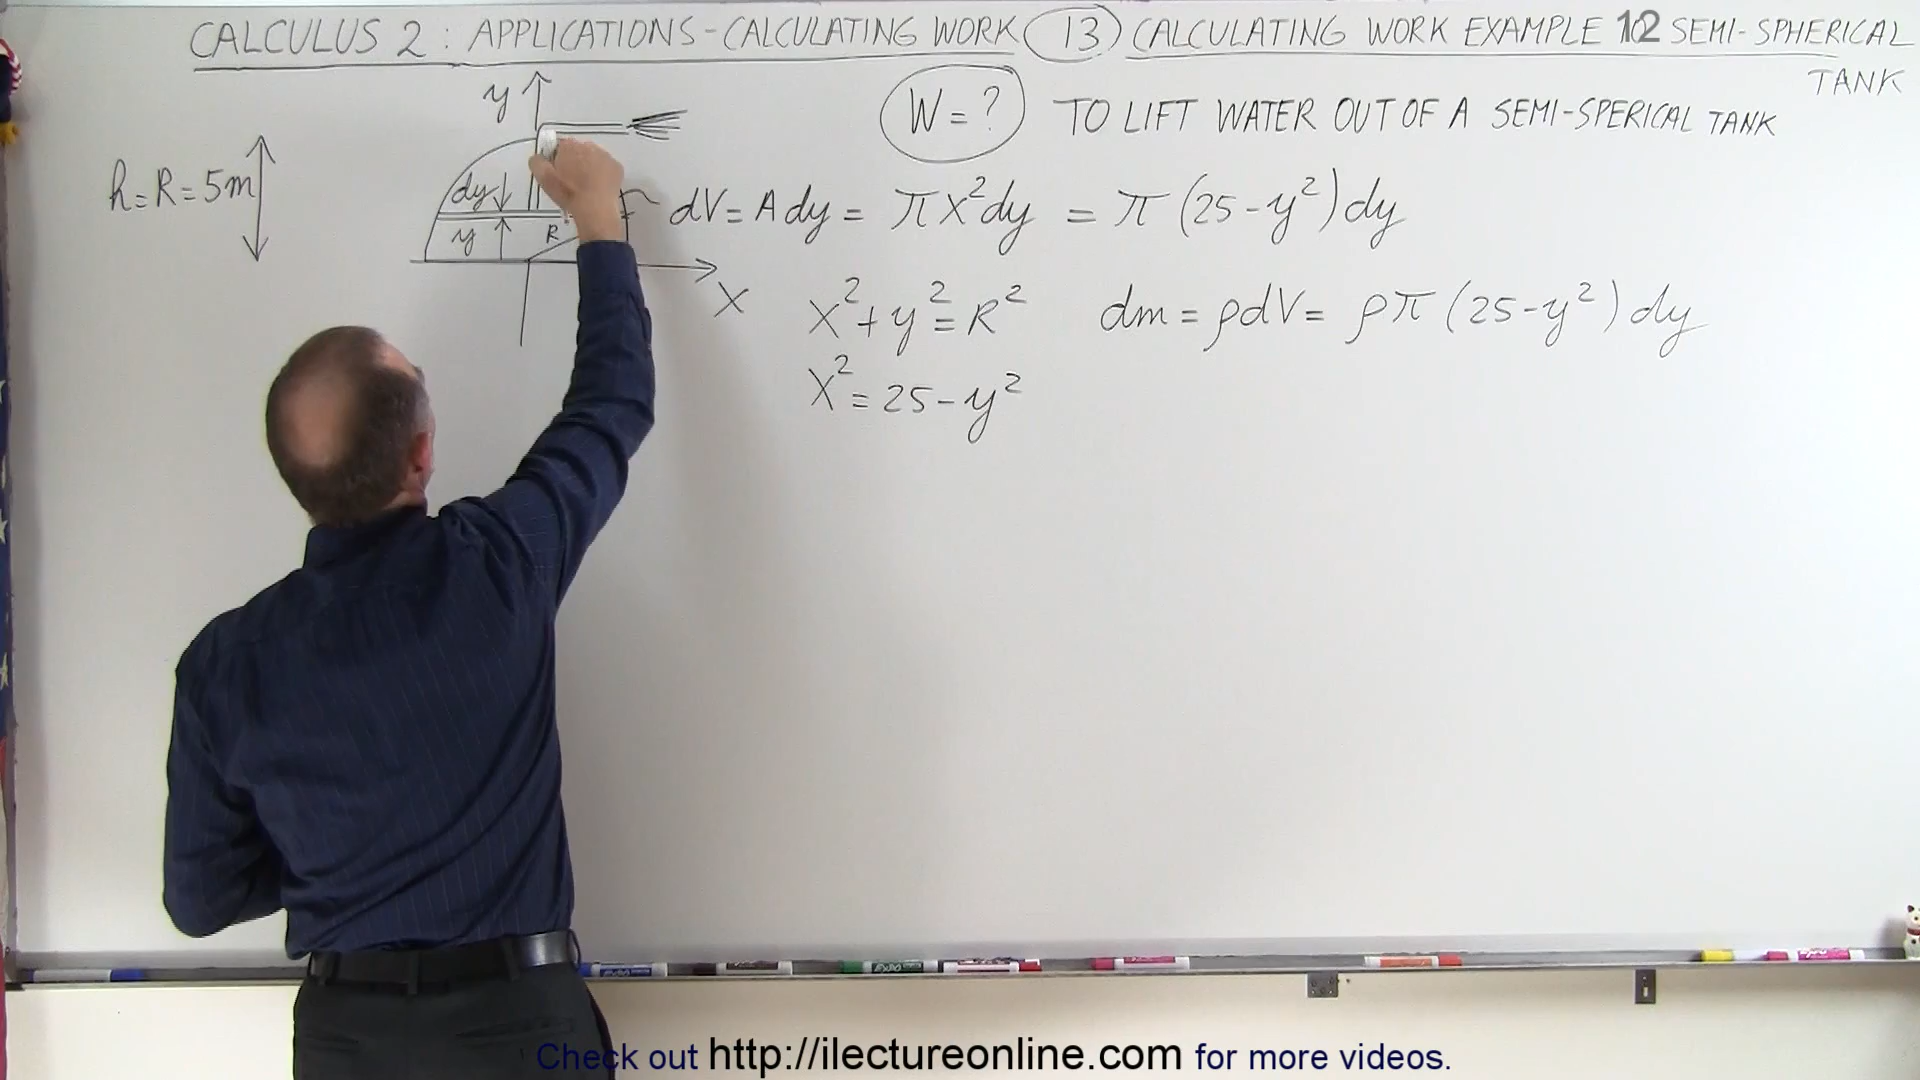 CALCULUS 2 : APPLICATIONS - CALCULATING WORK 13 CALCULATING WORK EXAMPLE 12 SEMI-SPHERICAL
TANK
W = ? TO LIFT WATER OUT OF A SEMI-SPERICAL TANK
y
h = R = 5m
dy
y
R
X
dV = A dy = πx²dy = π(25-y²)dy
x² + y² = R²
dm = ρdV = ρπ(25-y²)dy
x² = 25-y²
Check out http://ilectureonline.com for more videos.